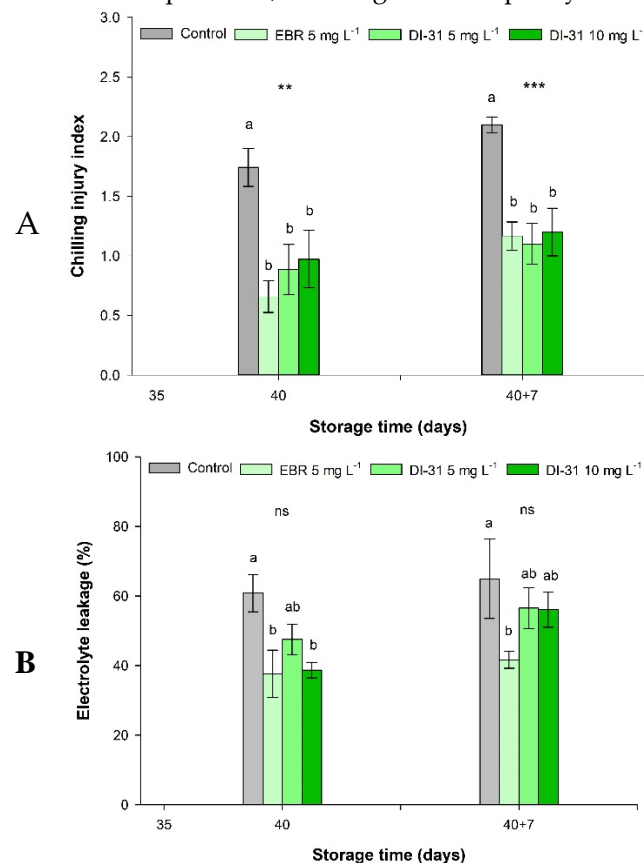 3.0
Control EBR 5 mg L-1 DI-31 5 mg L-1 DI-31 10 mg L-
2.5
** ***
a a
2.0
b b b b b b
1.5
1.0
0.5
0.0
A
Chilling injury index
35 40 40+7
Storage time (days)
100
Control EBR 5 mg L-1 DI-31 5 mg L-1 DI-31 10 mg L-1
80
ns ns
a b ab b a b ab ab
60
40
20
0
B
Electrolyte leakage (%)
35 40 40+7
Storage time (days)